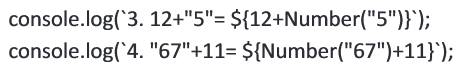 console.log(`3. 12+"5"= ${12+Number("5")}`);
console.log(`4. "67"+11= ${Number("67")+11}`);